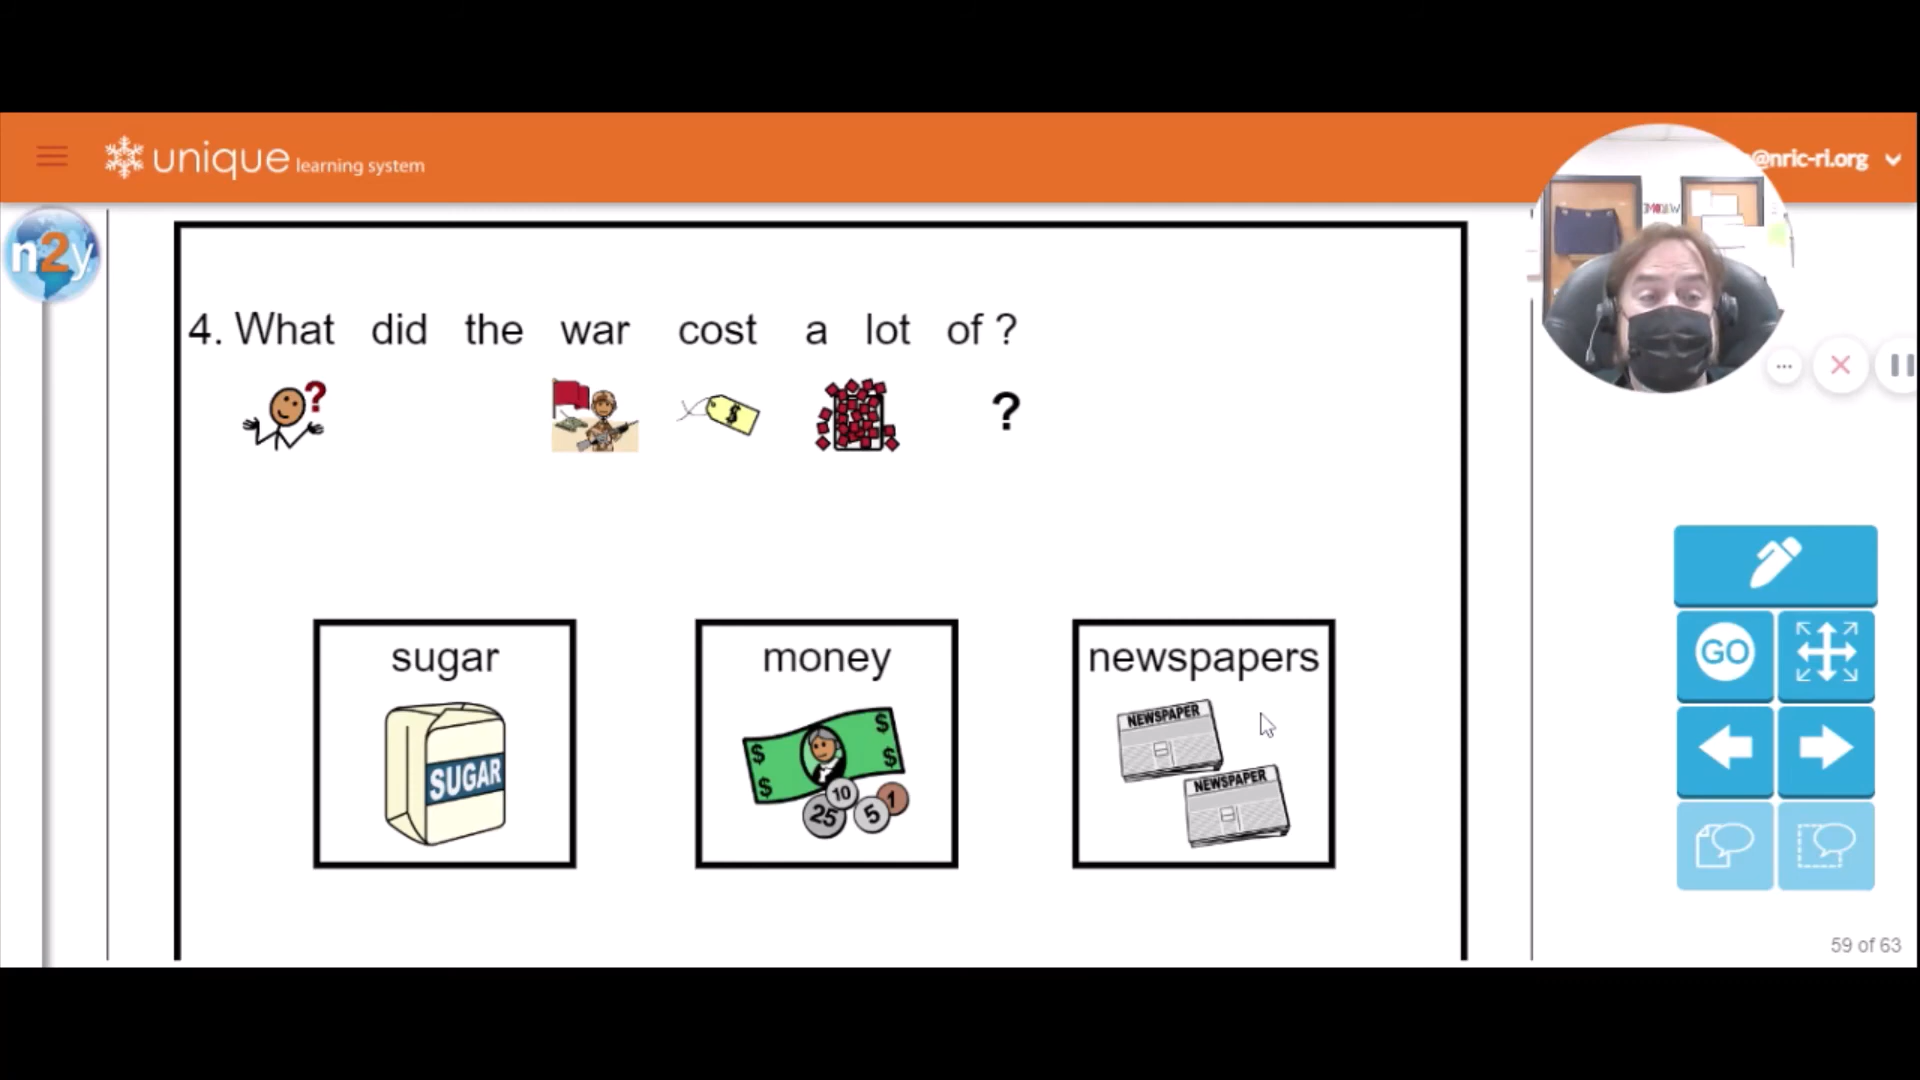 unique learning system
@nric-ri.org
n2y
4. What did the war cost a lot of ?
?
$
?
sugar
money
newspapers
SUGAR
$ $ $ $
25 10 5 1
NEWSPAPER
NEWSPAPER
GO
59 of 63